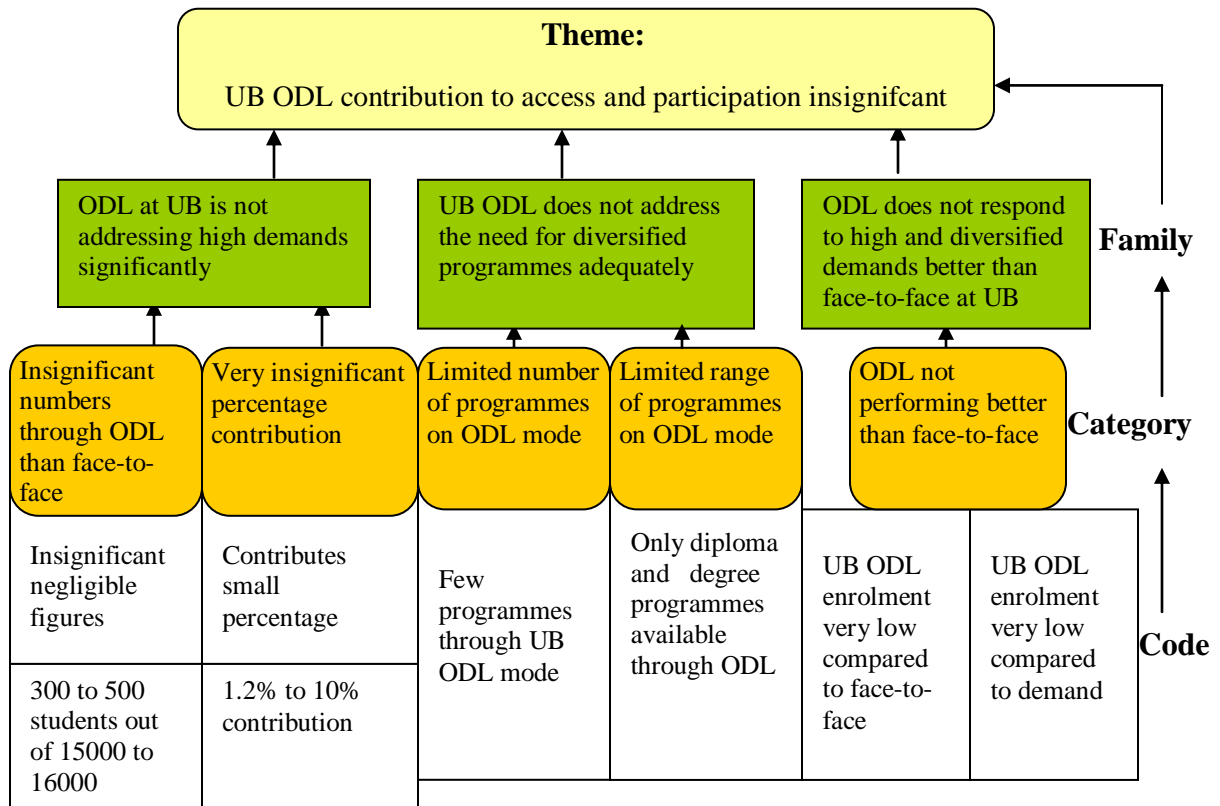 Theme:
UB ODL contribution to access and participation insignifcant
ODL at UB is not
addressing high demands
significantly
UB ODL does not address
the need for diversified
programmes adequately
ODL does not respond
to high and diversified
demands better than
face-to-face at UB
Family
Insignificant
numbers
through ODL
than face-to-
face
Very insignificant
percentage
contribution
Limited number
of programmes
on ODL mode
Limited range
of programmes
on ODL mode
ODL not
performing better
than face-to-face
Category
Insignificant
negligible
figures
Contributes
small
percentage
Few
programmes
through UB
ODL mode
Only diploma
and degree
programmes
available
through ODL
UB ODL
enrolment
very low
compared
to face-to-
face
UB ODL
enrolment
very low
compared
to demand
Code
300 to 500
students out
of 15000 to
16000
1.2% to 10%
contribution